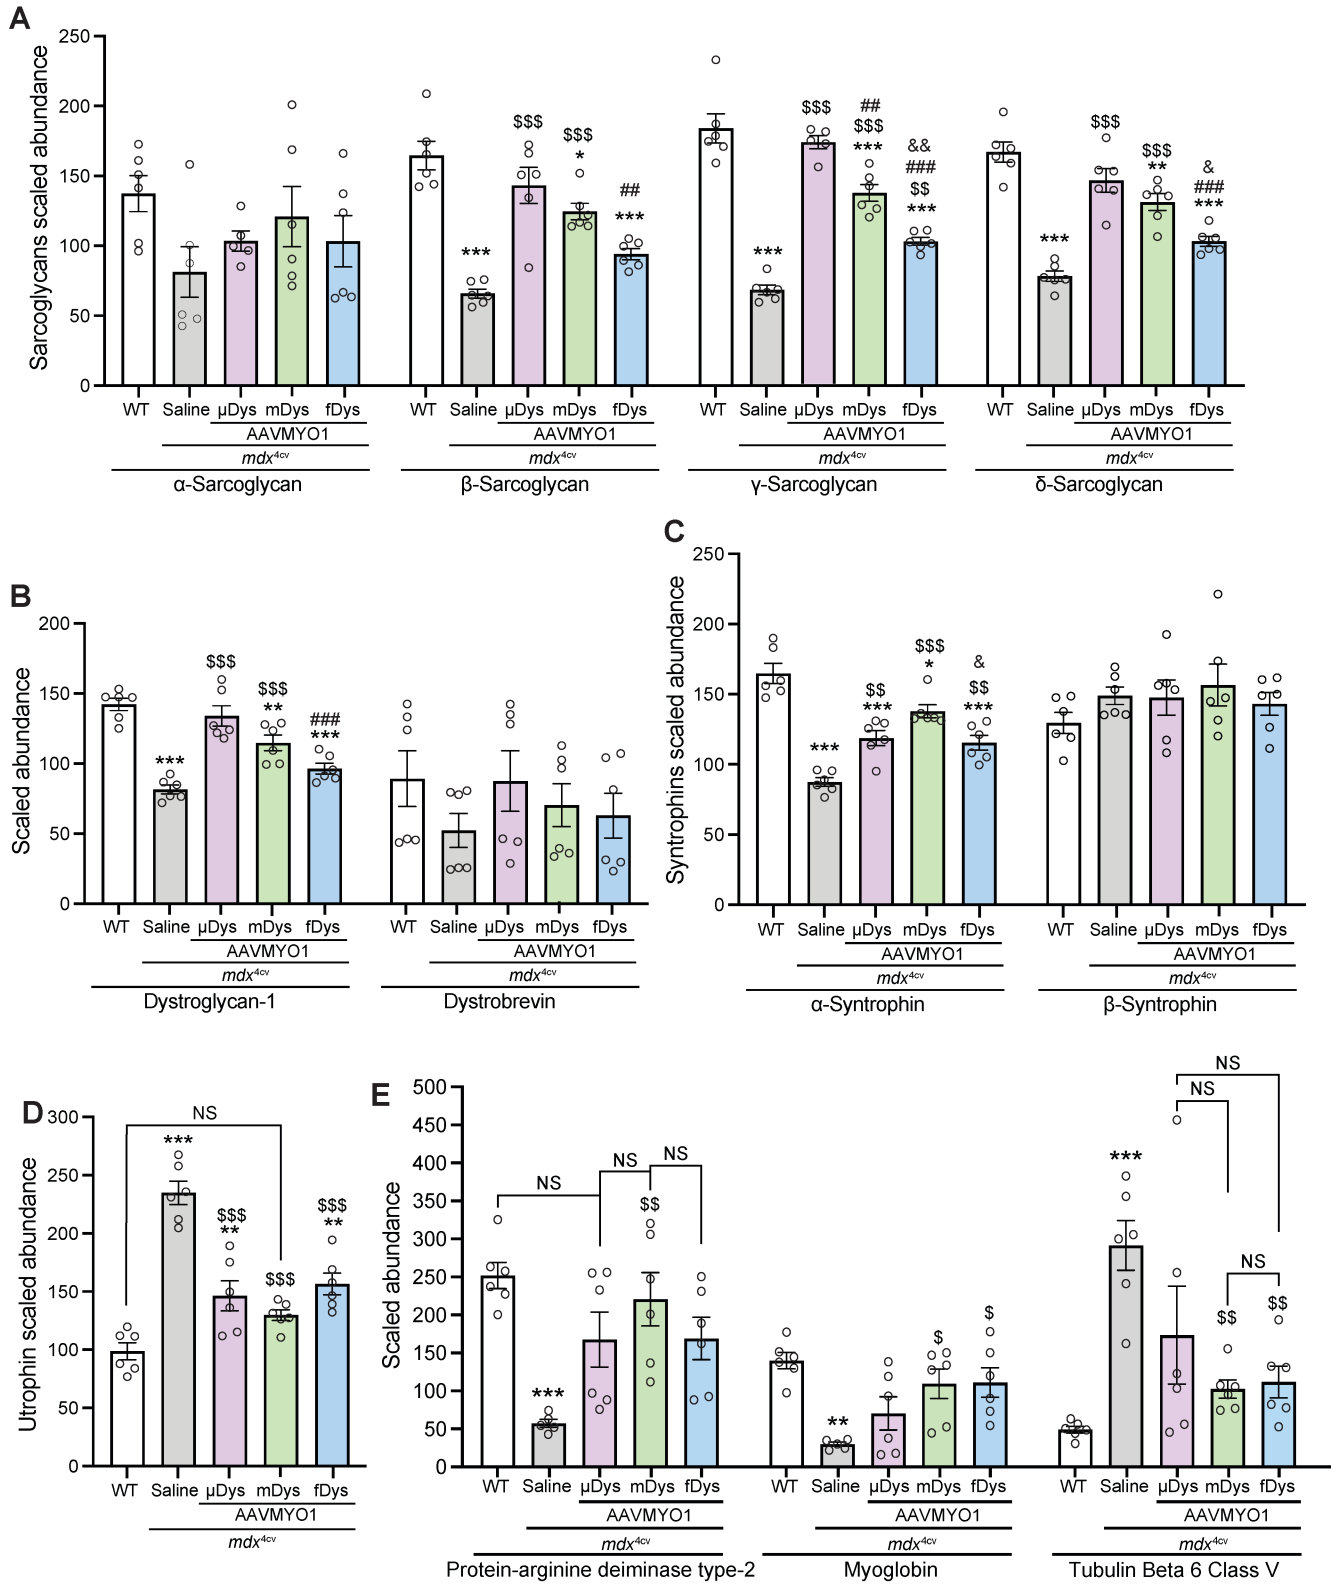 A
Sarcoglycans scaled abundance
250
200
150
100
50
0
*** $$$ $$$ * ## ***
*** $$$ ## $$$ *** && ### $$ ***
*** $$$ $$$ ** & ### ***
WT Saline µDys mDys fDys WT Saline µDys mDys fDys WT Saline µDys mDys fDys WT Saline µDys mDys fDys
AAVMYO1 AAVMYO1 AAVMYO1 AAVMYO1
mdx4cv mdx4cv mdx4cv mdx4cv
α-Sarcoglycan β-Sarcoglycan γ-Sarcoglycan δ-Sarcoglycan
B
Scaled abundance
200
150
100
50
0
*** $$$ $$$ ** ### ***
WT Saline µDys mDys fDys WT Saline µDys mDys fDys
AAVMYO1 AAVMYO1
mdx4cv mdx4cv
Dystroglycan-1 Dystrobrevin
C
Syntrophins scaled abundance
250
200
150
100
50
0
*** $$ *** $$$ * & $$ ***
WT Saline µDys mDys fDys WT Saline µDys mDys fDys
AAVMYO1 AAVMYO1
mdx4cv mdx4cv
α-Syntrophin β-Syntrophin
D
Utrophin scaled abundance
300
250
200
150
100
50
0
NS
*** $$$ ** $$$ $$$ **
WT Saline µDys mDys fDys
AAVMYO1
mdx4cv
E
Scaled abundance
500
450
400
350
300
250
200
150
100
50
0
NS NS NS
*** $$
** $ $
NS
NS
NS
*** $$ $$
WT Saline µDys mDys fDys WT Saline µDys mDys fDys WT Saline µDys mDys fDys
AAVMYO1 AAVMYO1 AAVMYO1
mdx4cv mdx4cv mdx4cv
Protein-arginine deiminase type-2 Myoglobin Tubulin Beta 6 Class V